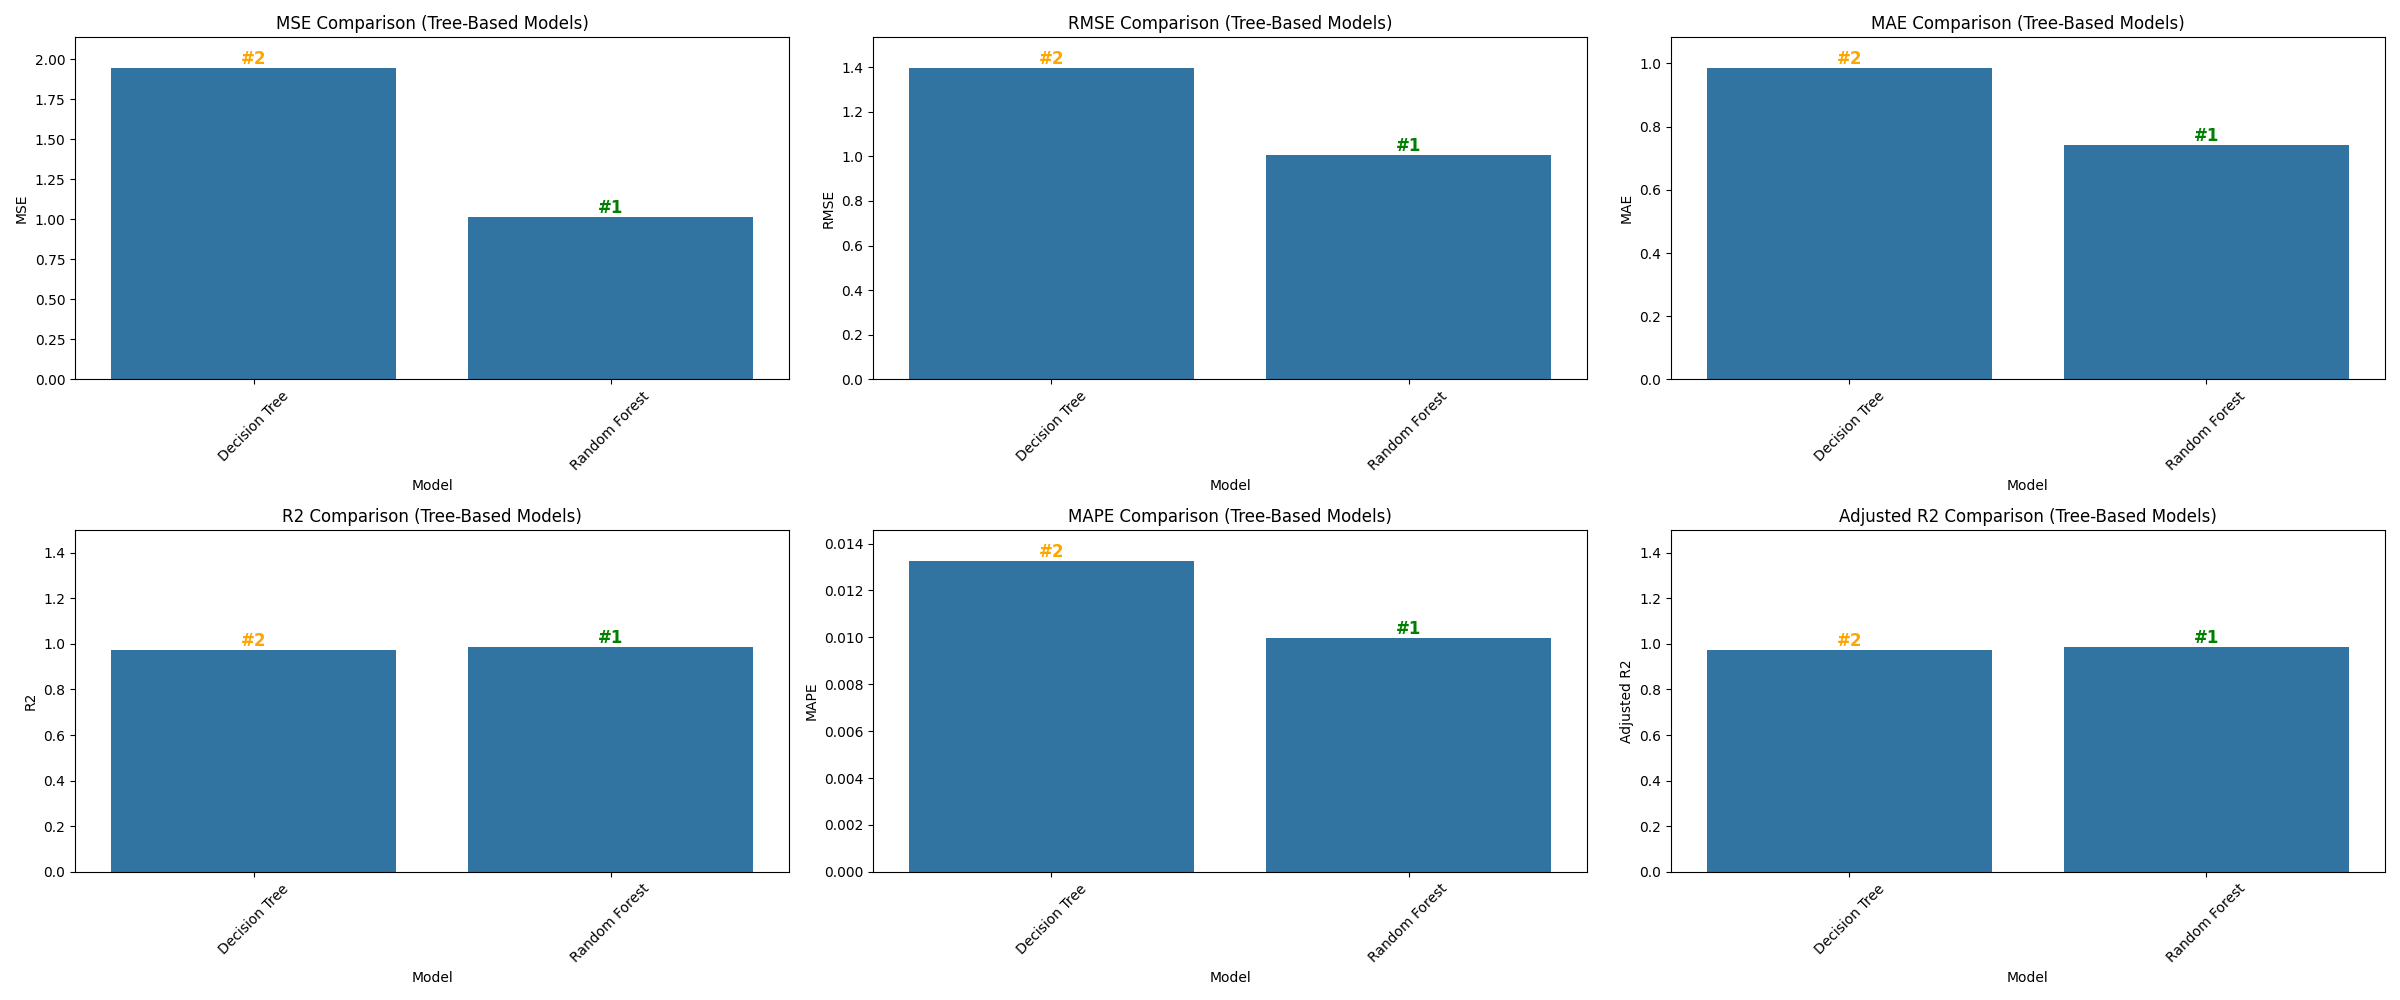 MSE Comparison (Tree-Based Models)
MSE
2.00
1.75
1.50
1.25
1.00
0.75
0.50
0.25
0.00
#2
#1
Decision Tree
Random Forest
Model
RMSE Comparison (Tree-Based Models)
RMSE
1.4
1.2
1.0
0.8
0.6
0.4
0.2
0.0
#2
#1
Decision Tree
Random Forest
Model
MAE Comparison (Tree-Based Models)
MAE
1.0
0.8
0.6
0.4
0.2
0.0
#2
#1
Decision Tree
Random Forest
Model
R2 Comparison (Tree-Based Models)
R2
1.4
1.2
1.0
0.8
0.6
0.4
0.2
0.0
#2
#1
Decision Tree
Random Forest
Model
MAPE Comparison (Tree-Based Models)
MAPE
0.014
0.012
0.010
0.008
0.006
0.004
0.002
0.000
#2
#1
Decision Tree
Random Forest
Model
Adjusted R2 Comparison (Tree-Based Models)
Adjusted R2
1.4
1.2
1.0
0.8
0.6
0.4
0.2
0.0
#2
#1
Decision Tree
Random Forest
Model